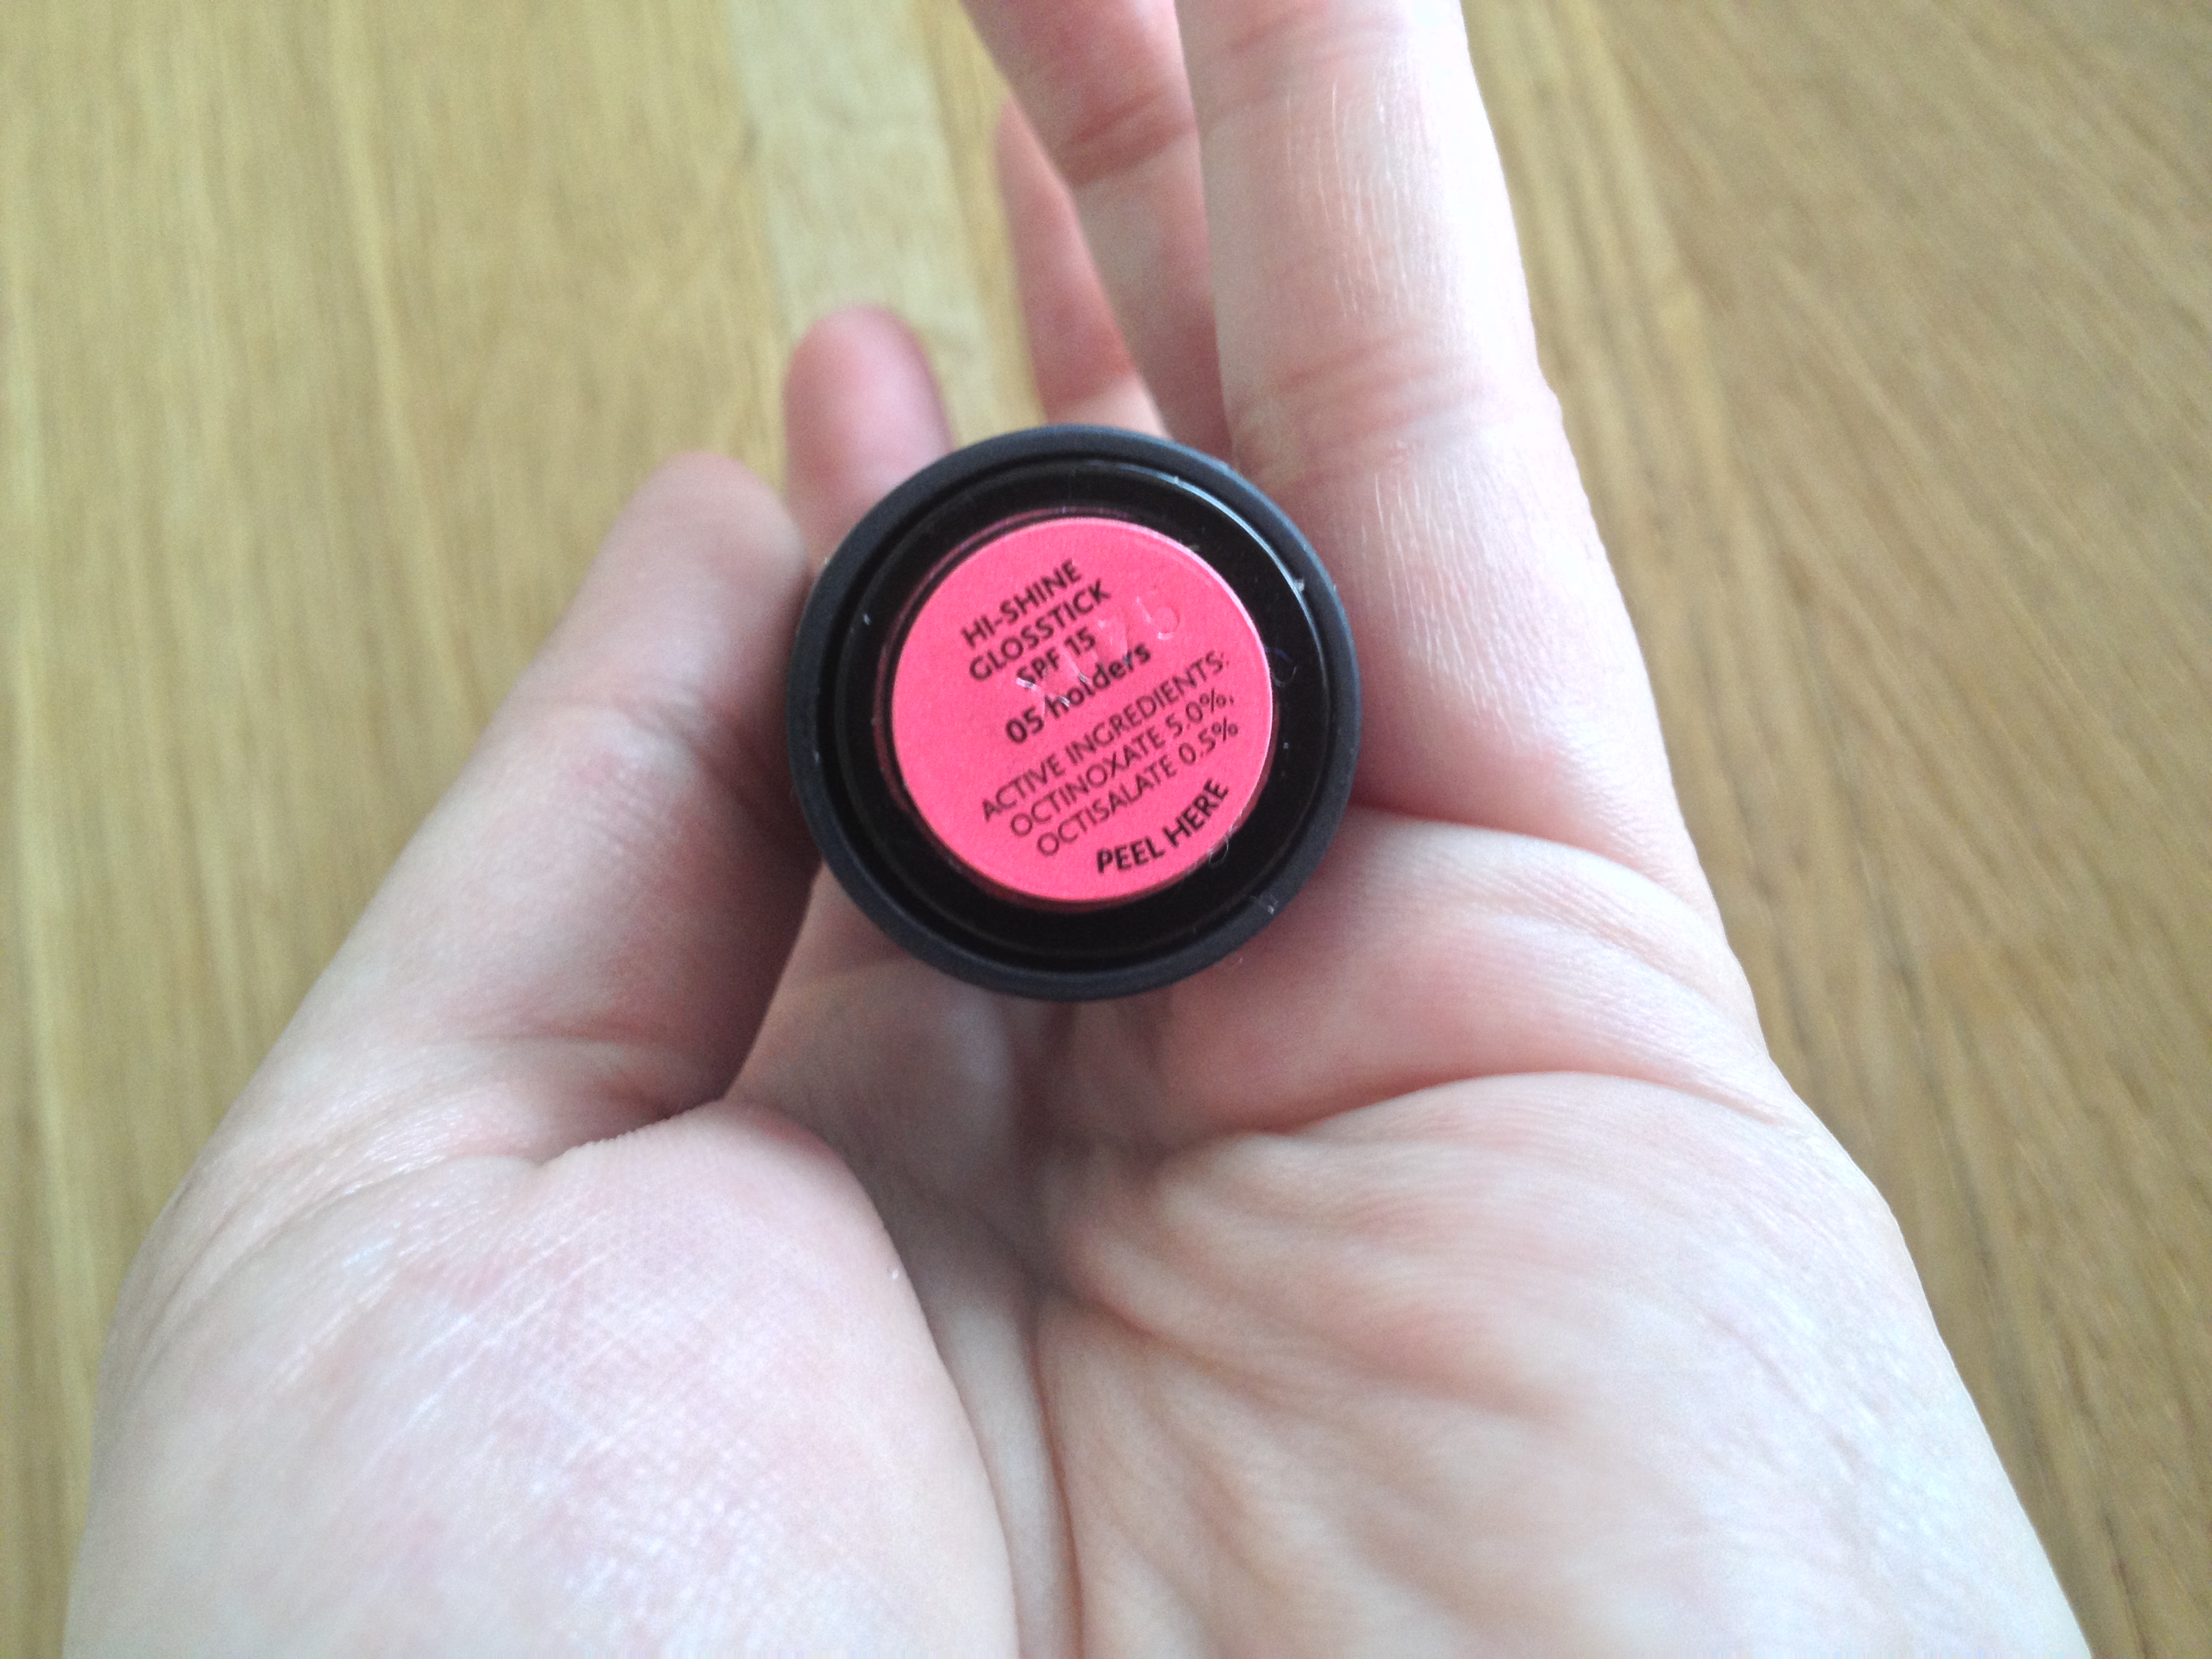 HI-SHINE
GLOSSTICK
SPF 15
05 holders
ACTIVE INGREDIENTS:
OCTINOXATE 5.0%,
OCTISALATE 0.5%
PEEL HERE